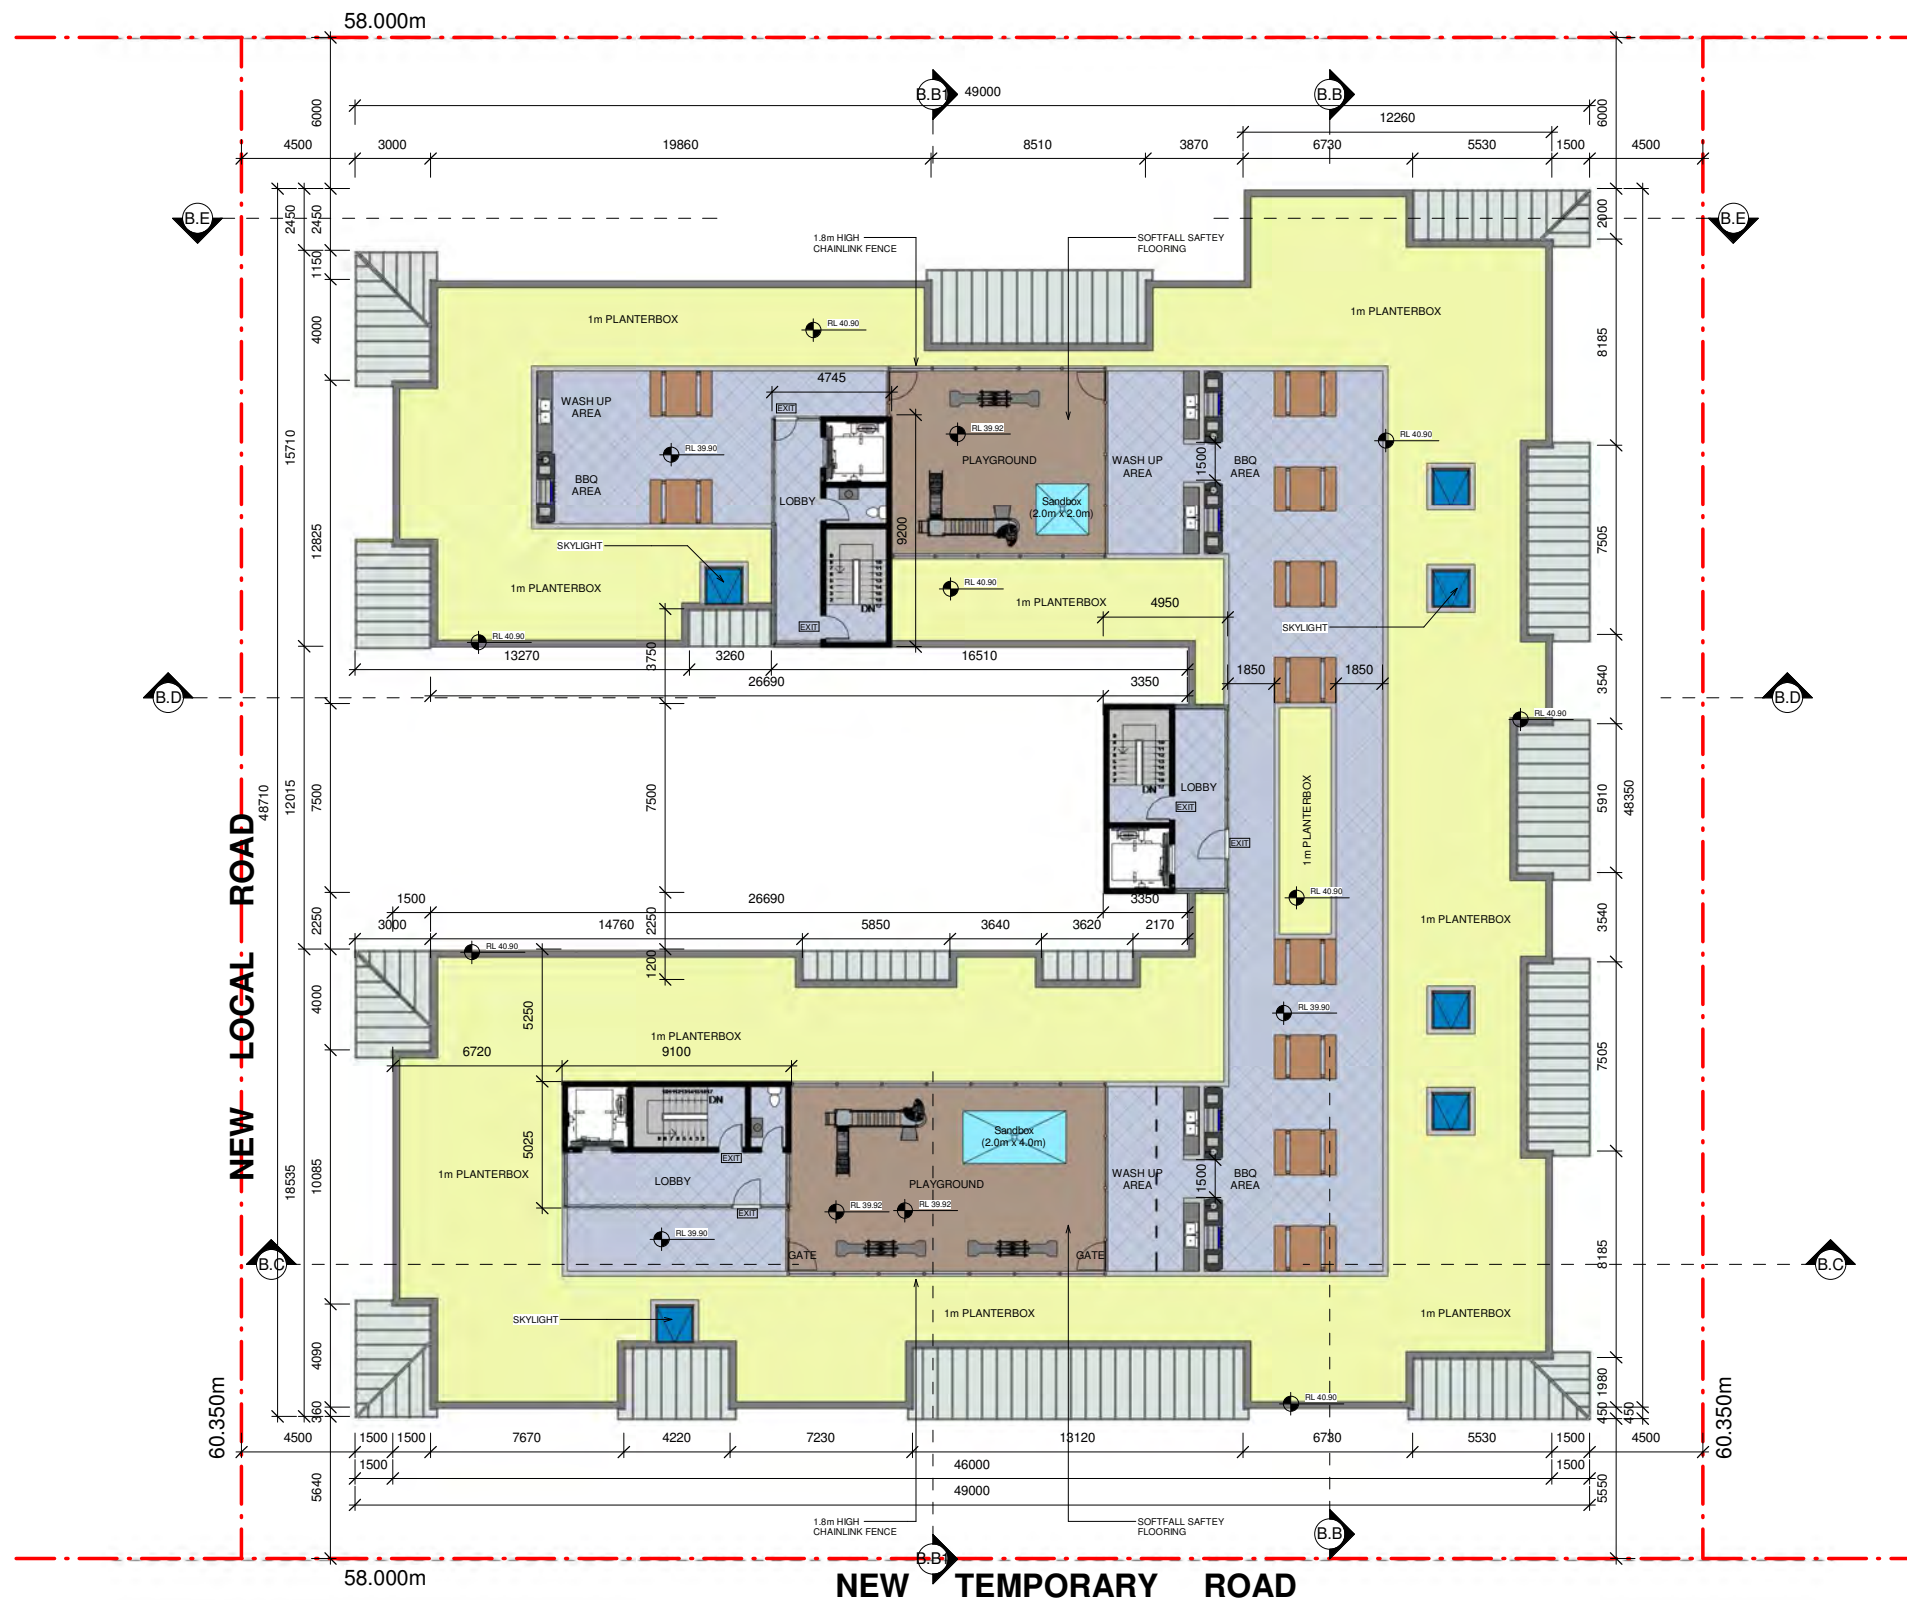 58.000m
B.B1
B.B
49000
12260
6000
6000
4500
3000
19860
8510
3870
6730
5530
1500
4500
B.E
B.E
2450
2450
2000
1150
1.8m HIGH
CHAINLINK FENCE
SOFTFALL SAFTEY
FLOORING
1m PLANTERBOX
RL 40.90
1m PLANTERBOX
4000
8185
4745
WASH UP
AREA
EXIT
RL 39.90
RL 39.92
RL 40.90
15710
PLAYGROUND
WASH UP
AREA
1500
BBQ
AREA
BBQ
AREA
LOBBY
Sandbox
(2.0m x 2.0m)
9200
12825
7505
SKYLIGHT
1m PLANTERBOX
DN
RL 40.90
1m PLANTERBOX
4950
EXIT
SKYLIGHT
RL 40.90
3750
13270
3260
16510
1850
1850
3540
26690
3350
B.D
B.D
RL 40.90
DN
LOBBY
EXIT
EXIT
1m PLANTERBOX
48710
12015
7500
7500
5910
48350
RL 40.90
1500
26690
3350
3000
14760
5850
3640
3620
2170
2250
2250
3540
1m PLANTERBOX
RL 40.90
1200
NEW LOCAL ROAD
4000
5250
RL 39.90
1m PLANTERBOX
6720
9100
7505
DN
Sandbox
(2.0m x 4.0m)
5025
EXIT
1m PLANTERBOX
LOBBY
PLAYGROUND
WASH UP
AREA
1500
BBQ
AREA
18535
10085
EXIT
RL 39.92
RL 39.92
RL 39.90
GATE
GATE
8185
B.C
B.C
SKYLIGHT
1m PLANTERBOX
1m PLANTERBOX
4090
360
1980
450
450
RL 40.90
60.350m
60.350m
4500
1500
1500
7670
4220
7230
13120
6780
5530
1500
4500
1500
46000
1500
5640
49000
5550
1.8m HIGH
CHAINLINK FENCE
SOFTFALL SAFTEY
FLOORING
B.B
B.B1
58.000m
NEW TEMPORARY ROAD